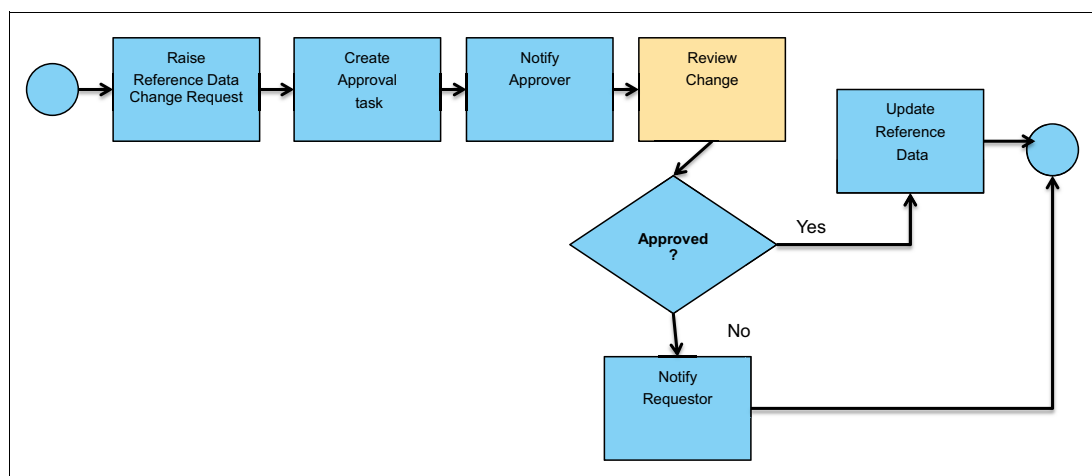 Raise
Reference Data
Change Request
Create
Approval
task
Notify
Approver
Review
Change
Update
Reference
Data
Approved
?
Yes
No
Notify
Requestor